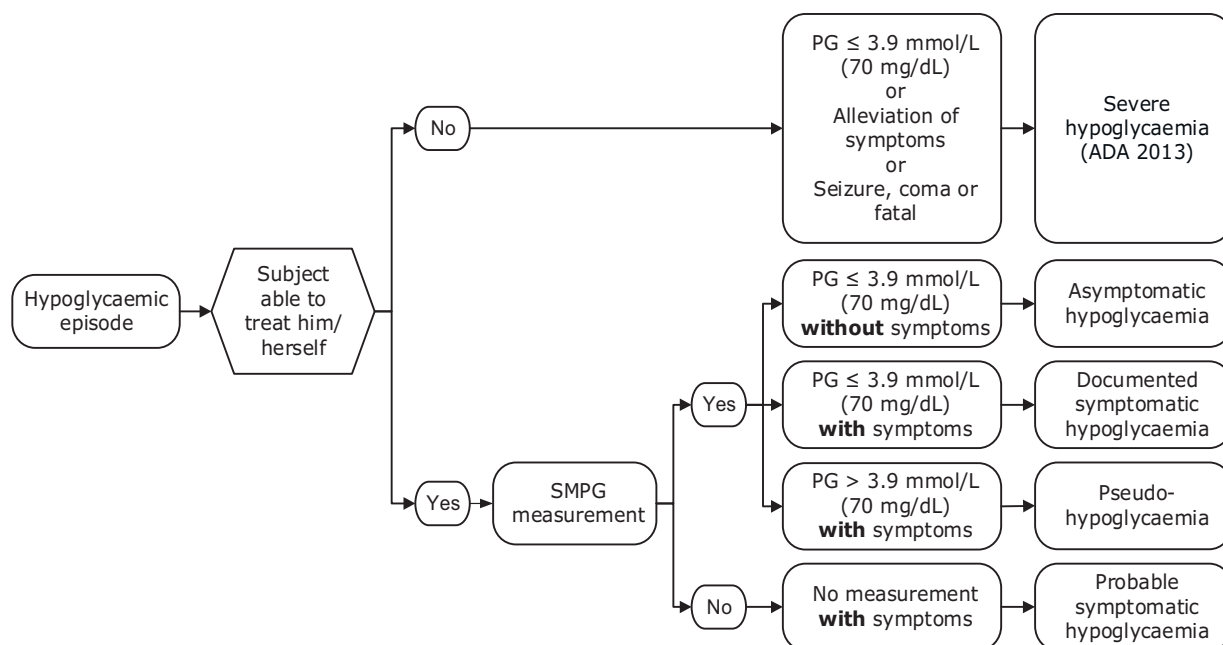 Hypoglycaemic
episode
Subject
able to
treat him/
herself
No
PG ≤ 3.9 mmol/L
(70 mg/dL)
or
Alleviation of
symptoms
or
Seizure, coma or
fatal
Severe
hypoglycaemia
(ADA 2013)
Yes
SMPG
measurement
Yes
PG ≤ 3.9 mmol/L
(70 mg/dL)
without symptoms
Asymptomatic
hypoglycaemia
PG ≤ 3.9 mmol/L
(70 mg/dL)
with symptoms
Documented
symptomatic
hypoglycaemia
PG > 3.9 mmol/L
(70 mg/dL)
with symptoms
Pseudo-
hypoglycaemia
No
No measurement
with symptoms
Probable
symptomatic
hypoglycaemia